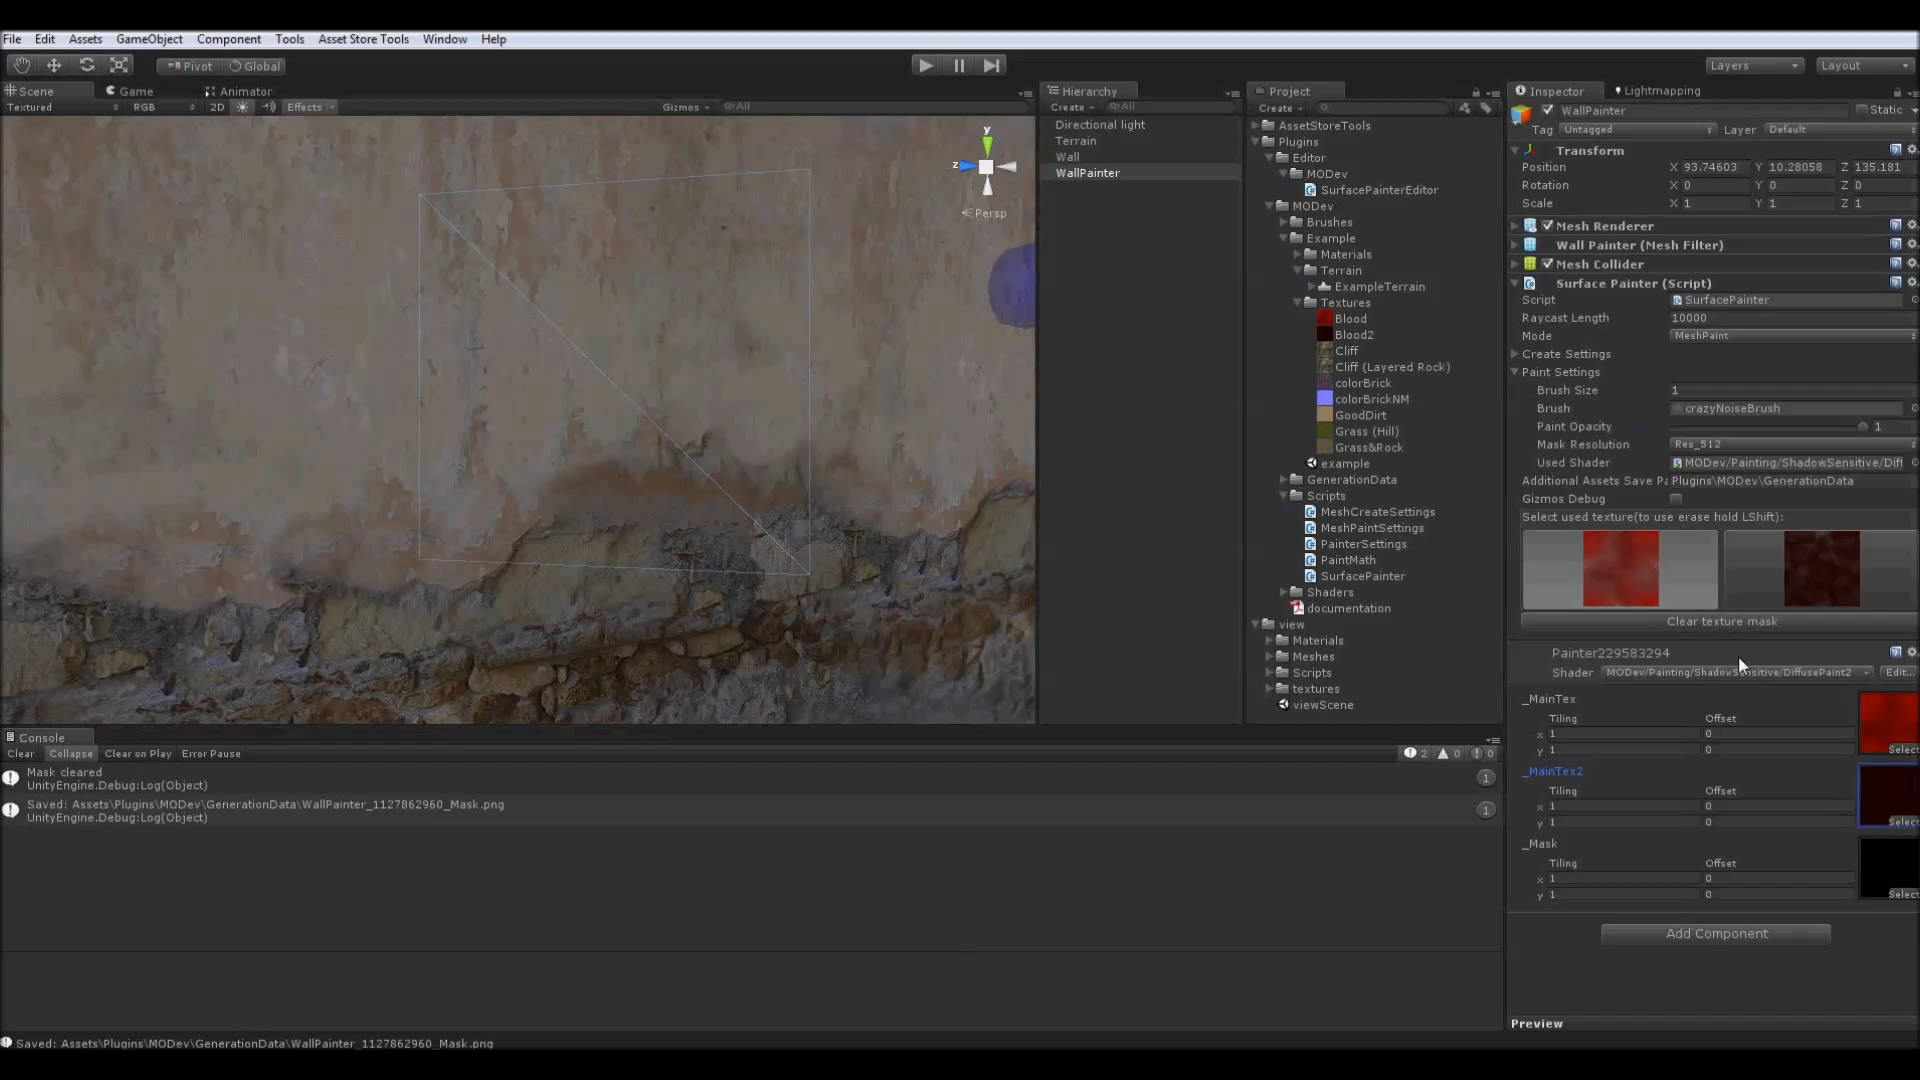 File Edit Assets GameObject Component Tools Asset Store Tools Window Help
Pivot Global Layers Layout
Scene Game Animator
Textured RGB 2D Effects Gizmos All
y
z
Persp
Hierarchy
Create All
Directional light
Terrain
Wall
WallPainter
Project
Create
AssetStoreTools
Plugins
Editor
MODev
SurfacePainterEditor
MODev
Brushes
Example
Materials
Terrain
ExampleTerrain
Textures
Blood
Blood2
Cliff
Cliff (Layered Rock)
colorBrick
colorBrickNM
GoodDirt
Grass (Hill)
Grass&Rock
example
GenerationData
Scripts
MeshCreateSettings
MeshPaintSettings
PainterSettings
PaintMath
SurfacePainter
Shaders
documentation
view
Materials
Meshes
Scripts
textures
viewScene
Inspector Lightmapping
WallPainter Static
Tag Untagged Layer Default
Transform
Position X 93.74603 Y 10.28058 Z 135.181
Rotation X 0 Y 0 Z 0
Scale X 1 Y 1 Z 1
Mesh Renderer
Wall Painter (Mesh Filter)
Mesh Collider
Surface Painter (Script)
Script SurfacePainter
Raycast Length 10000
Mode MeshPaint
Create Settings
Paint Settings
Brush Size 1
Brush crazyNoiseBrush
Paint Opacity 1
Mask Resolution Res_512
Used Shader MODev/Painting/ShadowSensitive/Diff
Additional Assets Save Pa Plugins\MODev\GenerationData
Gizmos Debug
Select used texture(to use erase hold LShift):
Clear texture mask
Painter229583294
Shader MODev/Painting/ShadowSensitive/DiffusePaint2 Edit...
_MainTex
Tiling Offset
x 1 0
y 1 0 Select
_MainTex2
Tiling Offset
x 1 0
y 1 0 Select
_Mask
Tiling Offset
x 1 0
y 1 0 Select
Add Component
Preview
Console
Clear Collapse Clear on Play Error Pause 2 0 0
Mask cleared
UnityEngine.Debug:Log(Object) 1
Saved: Assets\Plugins\MODev\GenerationData\WallPainter_1127862960_Mask.png
UnityEngine.Debug:Log(Object) 1
Saved: Assets\Plugins\MODev\GenerationData\WallPainter_1127862960_Mask.png